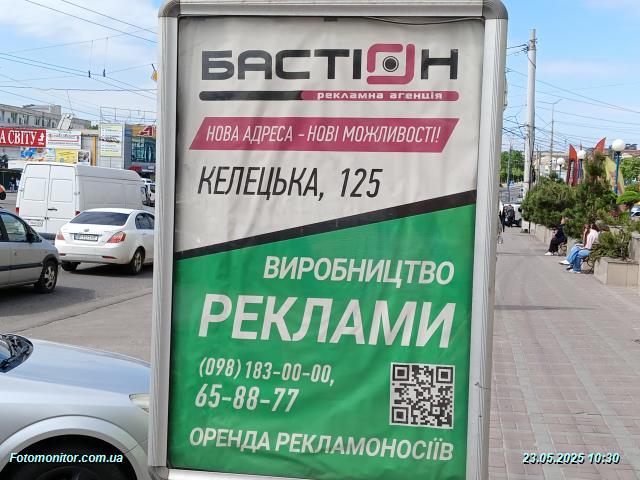 БАСТІОН
рекламна агенція
НОВА АДРЕСА - НОВІ МОЖЛИВОСТІ!
КЕЛЕЦЬКА, 125
ВИРОБНИЦТВО
РЕКЛАМИ
(098) 183-00-00,
65-88-77
ОРЕНДА РЕКЛАМОНОСІЇВ
А СВІТУ
Fotomonitor.com.ua
23.05.2025 10:30